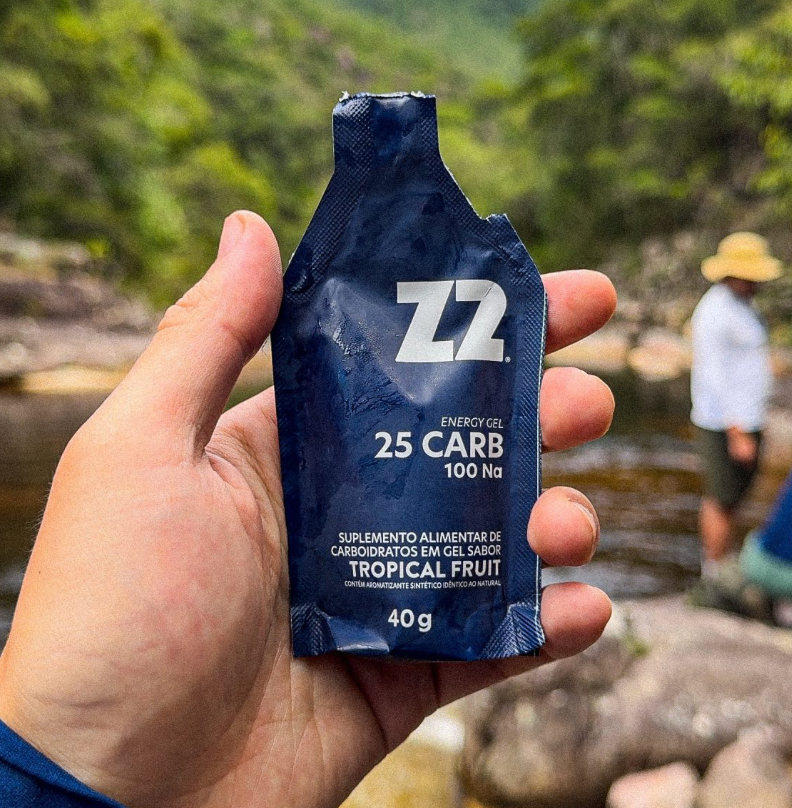 Z2®
ENERGY GEL
25 CARB
100 Na
SUPLEMENTO ALIMENTAR DE
CARBOIDRATOS EM GEL SABOR
TROPICAL FRUIT
CONTÉM AROMATIZANTE SINTÉTICO IDÊNTICO AO NATURAL
40 g